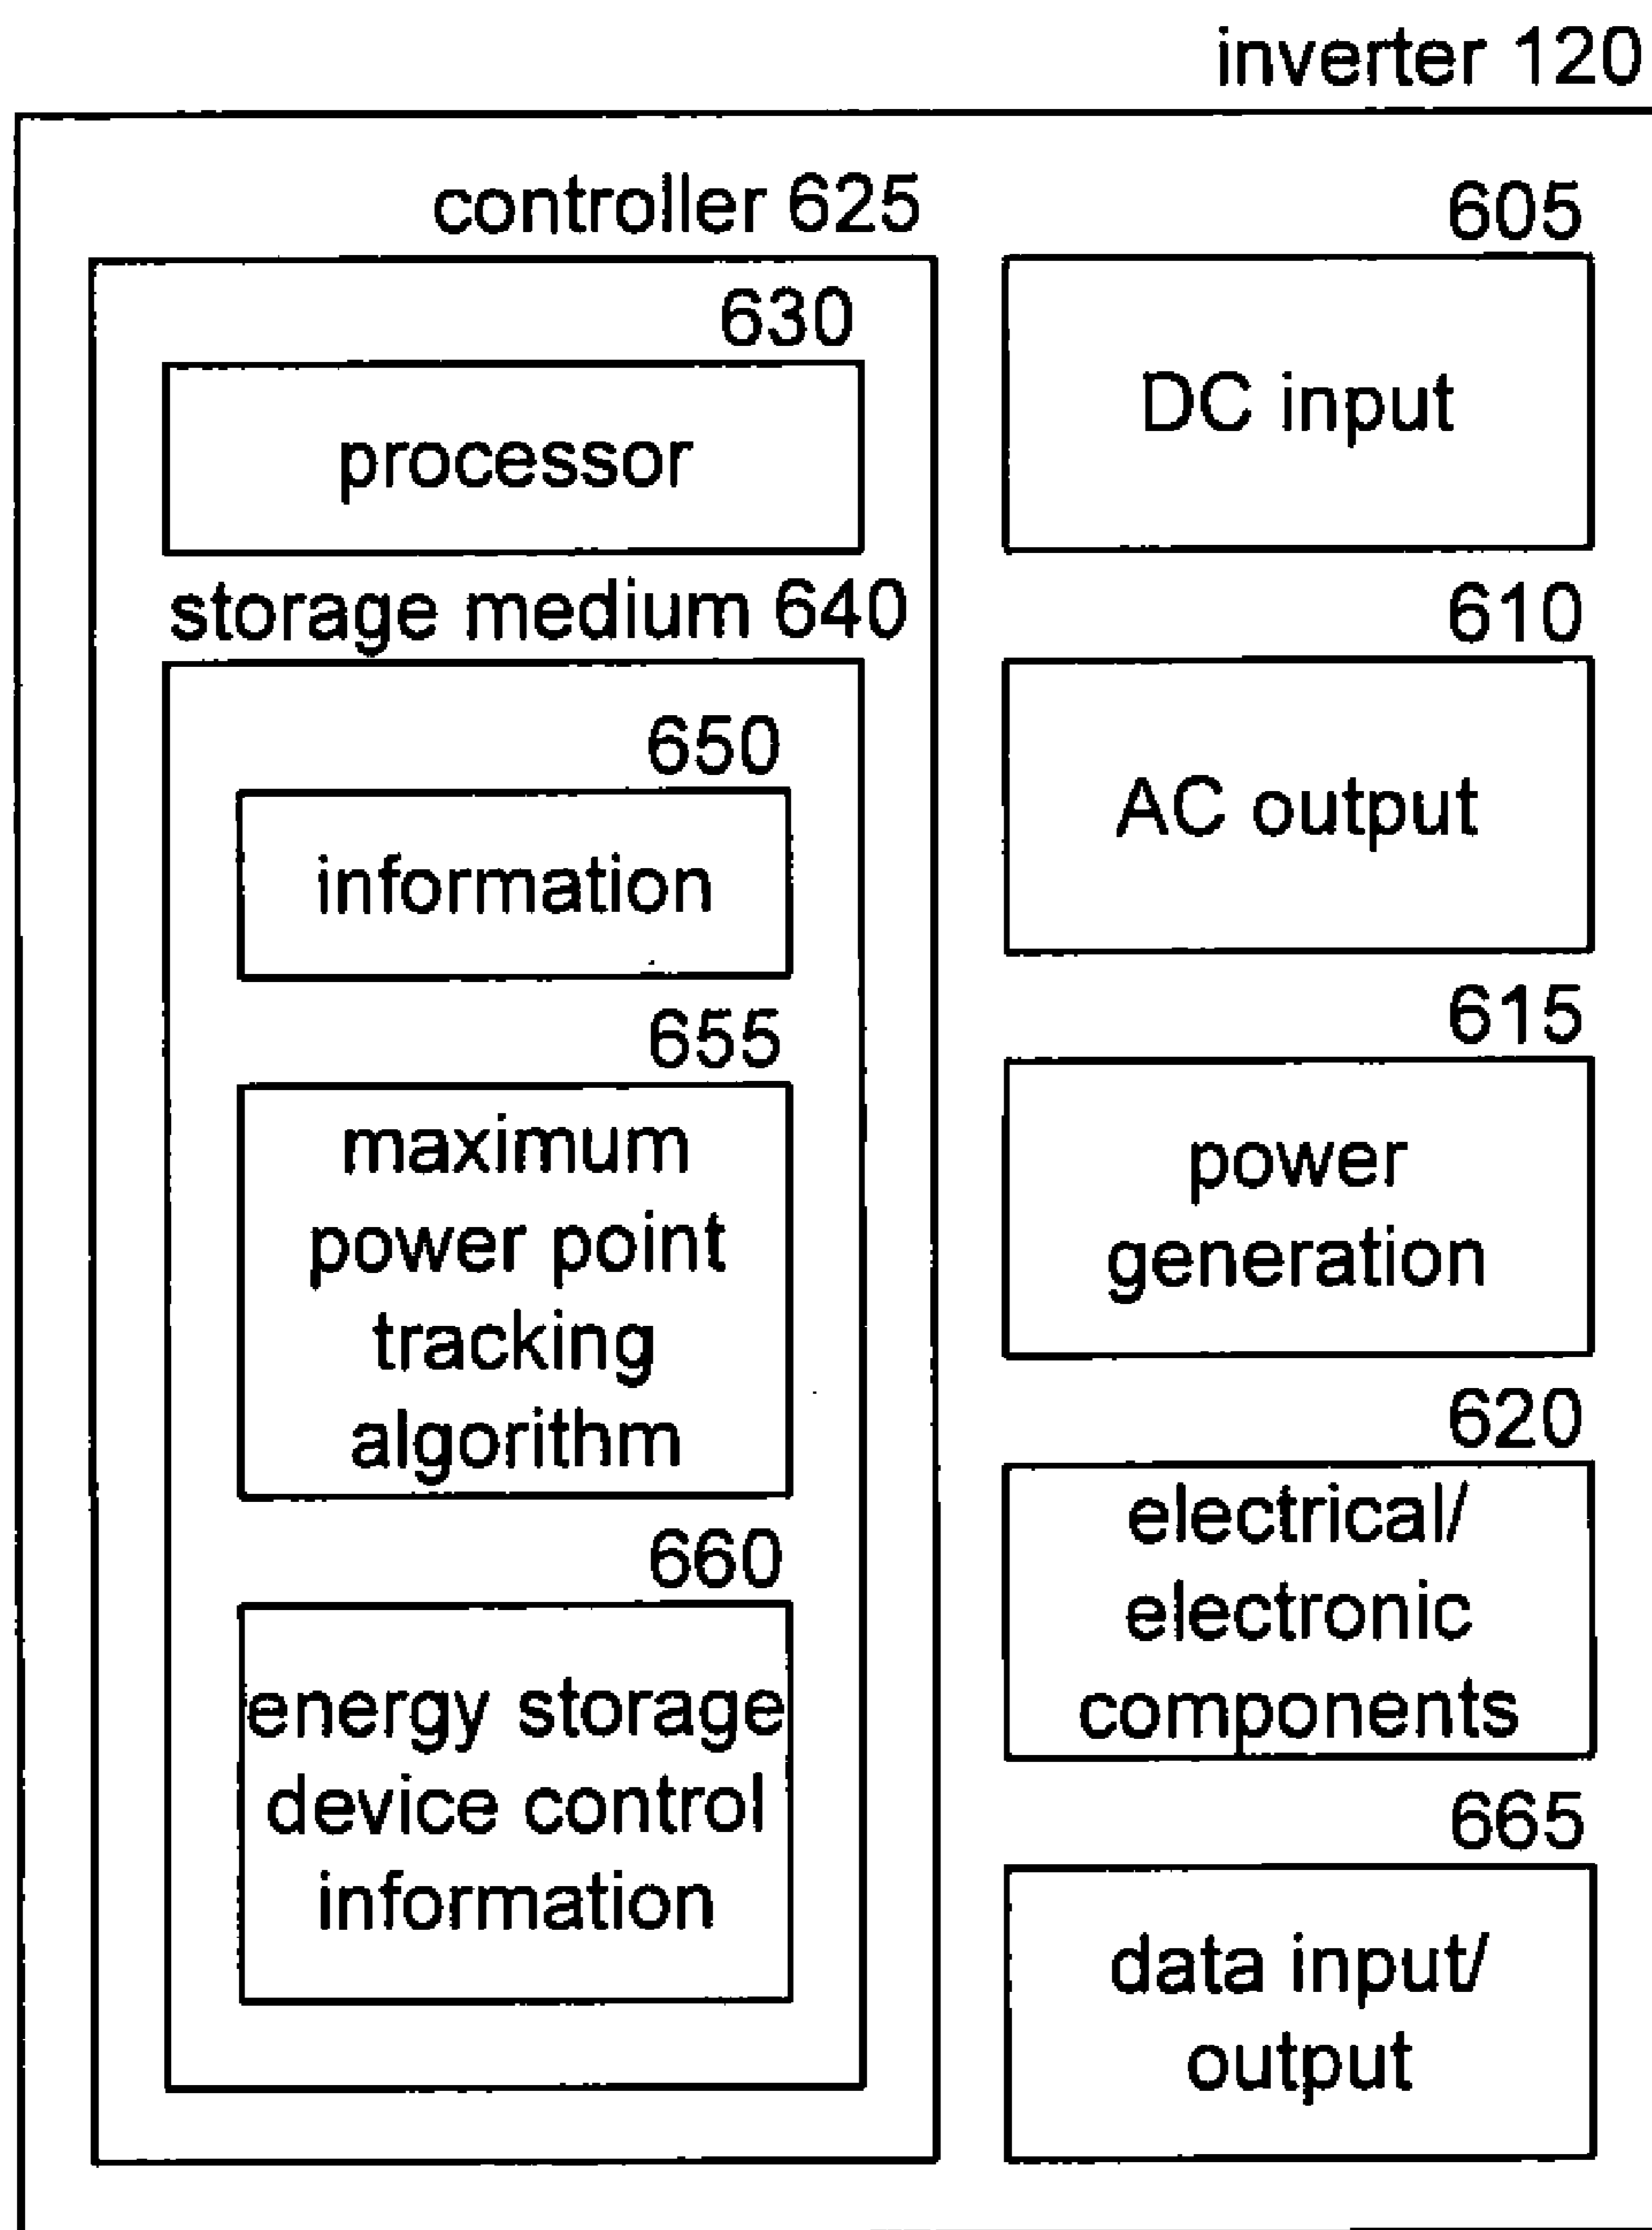 inverter 120
controller 625
630
processor
storage medium 640
650
information
655
maximum
power point
tracking
algorithm
660
energy storage
device control
information
605
DC input
610
AC output
615
power
generation
620
electrical/
electronic
components
665
data input/
output